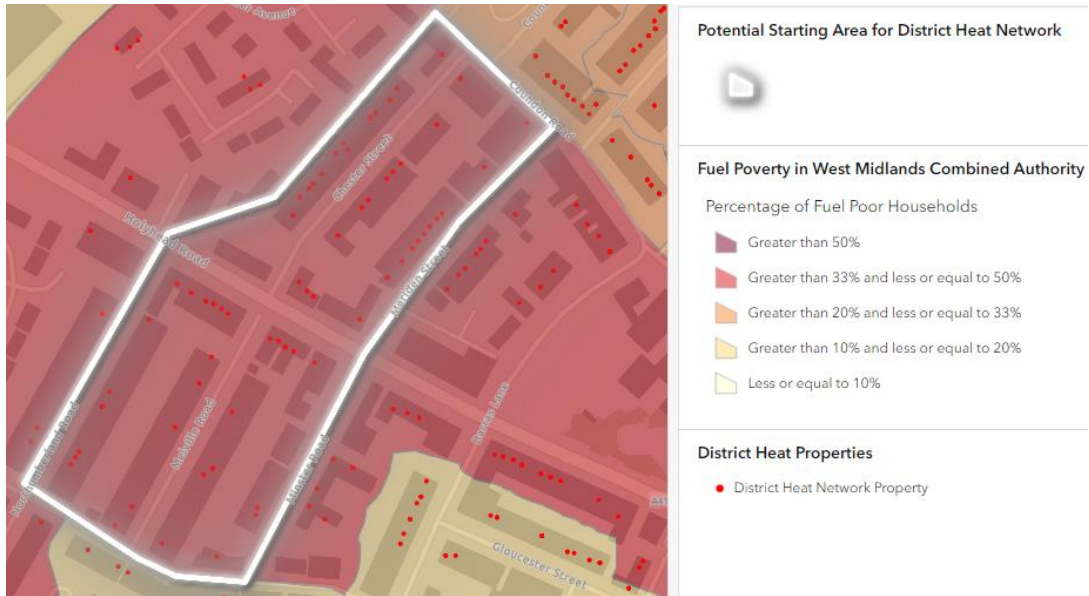 Avenue
Coundon Road
Chester Street
Holyhead Road
Marsden Street
Barras Lane
Northumberland Road
Melville Road
Minster Road
Gloucester Street
Potential Starting Area for District Heat Network
Fuel Poverty in West Midlands Combined Authority
Percentage of Fuel Poor Households
Greater than 50%
Greater than 33% and less or equal to 50%
Greater than 20% and less or equal to 33%
Greater than 10% and less or equal to 20%
Less or equal to 10%
District Heat Properties
District Heat Network Property